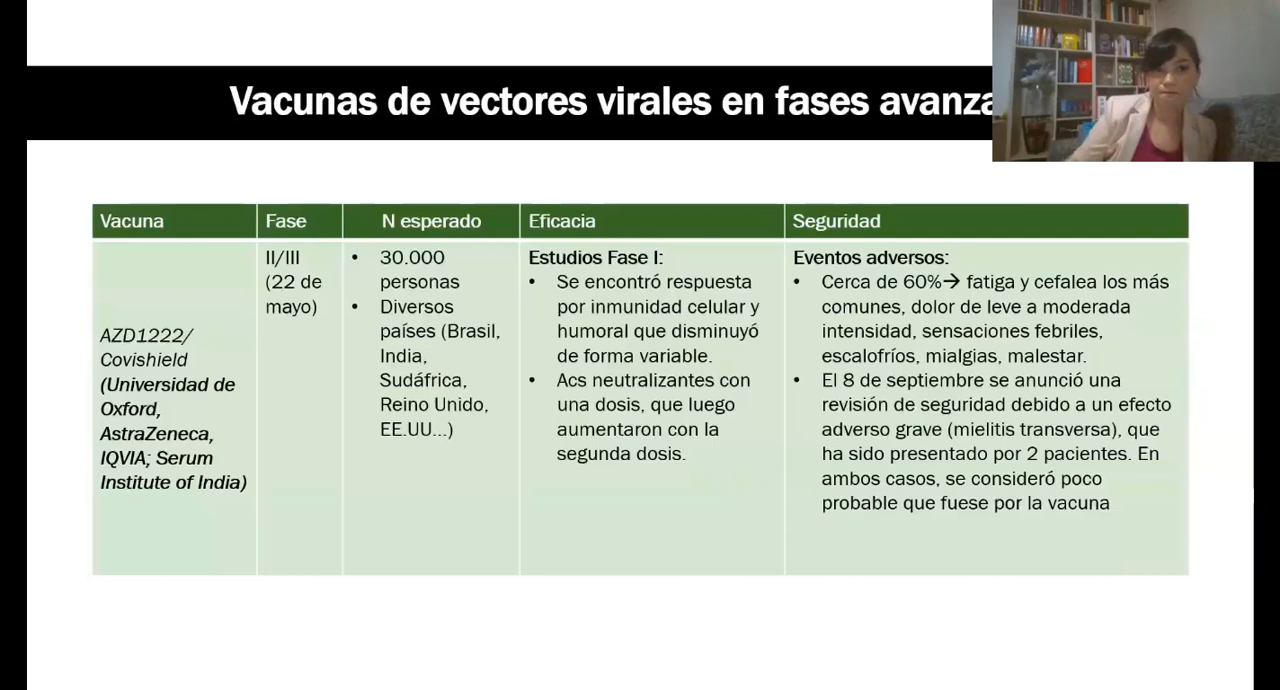 Vacunas de vectores virales en fases
Vacuna
Fase
N esperado
Eficacia
Seguridad
AZD1222/
Covishield
(Universidad de
Oxford,
AstraZeneca,
IQVIA; Serum
Institute of India)
II/III
(22 de
mayo)
• 30.000
personas
• Diversos
países (Brasil,
India,
Sudáfrica,
Reino Unido,
EE.UU...)
Estudios Fase I:
• Se encontró respuesta
por inmunidad celular y
humoral que disminuyó
de forma variable.
• Acs neutralizantes con
una dosis, que luego
aumentaron con la
segunda dosis.
Eventos adversos:
• Cerca de 60%→ fatiga y cefalea los más
comunes, dolor de leve a moderada
intensidad, sensaciones febriles,
escalofríos, mialgias, malestar.
• El 8 de septiembre se anunció una
revisión de seguridad debido a un efecto
adverso grave (mielitis transversa), que
ha sido presentado por 2 pacientes. En
ambos casos, se consideró poco
probable que fuese por la vacuna